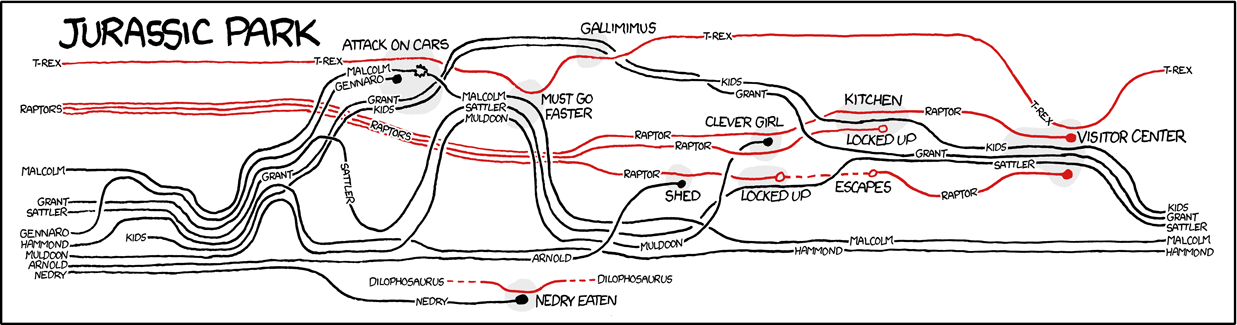 JURASSIC PARK
GALLIMIMUS
T-REX
ATTACK ON CARS
T-REX
T-REX
T-REX
MALCOLM
GENNARO
KIDS
GRANT
GRANT
KIDS
MALCOLM
SATTLER
MULDOON
MUST GO
FASTER
KITCHEN
RAPTOR
T-REX
RAPTORS
RAPTORS
CLEVER GIRL
RAPTOR
RAPTOR
LOCKED UP
VISITOR CENTER
KIDS
GRANT
SATTLER
MALCOLM
GRANT
SATTLER
RAPTOR
SHED
LOCKED UP
ESCAPES
RAPTOR
GRANT
SATTLER
GENNARO
HAMMOND
KIDS
MULDOON
ARNOLD
NEDRY
MULDOON
ARNOLD
HAMMOND
MALCOLM
KIDS
GRANT
SATTLER
MALCOLM
HAMMOND
DILOPHOSAURUS
DILOPHOSAURUS
NEDRY
NEDRY EATEN